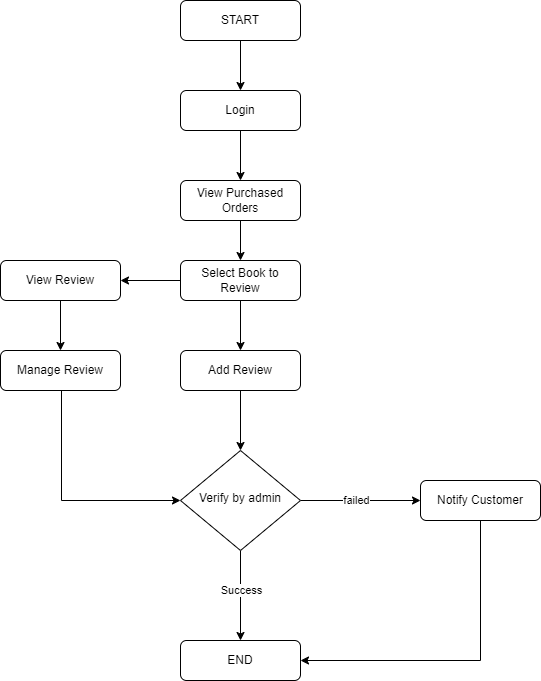 START
Login
View Purchased
Orders
View Review
Select Book to
Review
Manage Review
Add Review
Verify by admin
failed
Notify Customer
Success
END